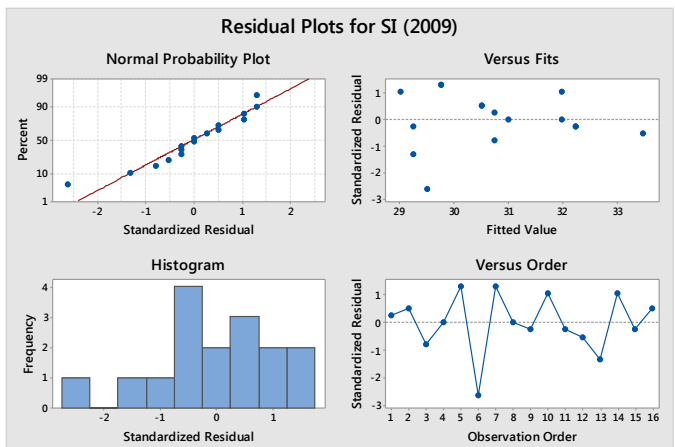 Residual Plots for SI (2009)
Normal Probability Plot
Percent
99
90
50
10
1
-2 -1 0 1 2
Standardized Residual
Versus Fits
Standardized Residual
1
0
-1
-2
-3
29 30 31 32 33
Fitted Value
Histogram
Frequency
4
3
2
1
0
-2 -1 0 1
Standardized Residual
Versus Order
Standardized Residual
1
0
-1
-2
-3
1 2 3 4 5 6 7 8 9 10 11 12 13 14 15 16
Observation Order